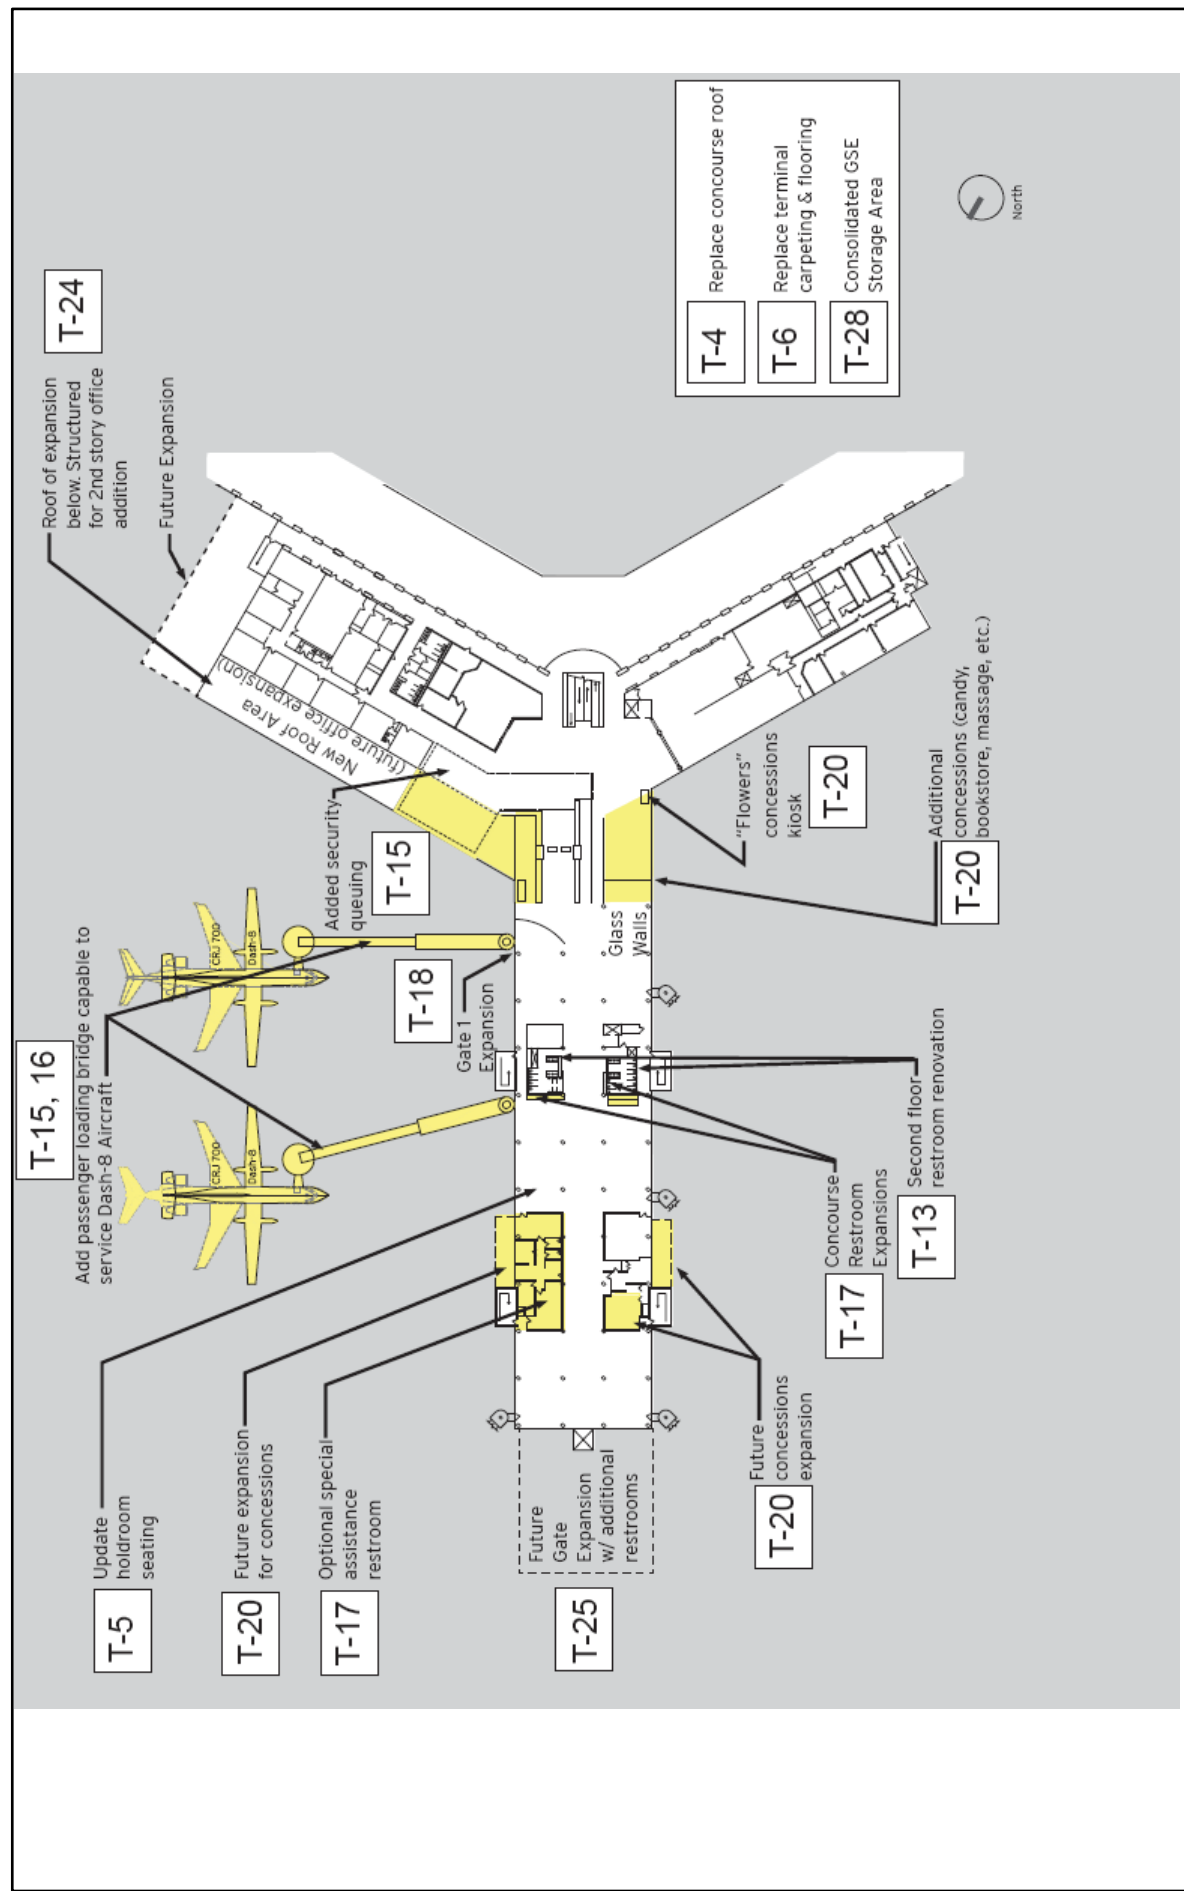 T-5
Update
holdroom
seating
T-20
Future expansion
for concessions
T-17
Optional special
assistance
restroom
T-15, 16
Add passenger loading bridge capable to
service Dash-8 Aircraft
CRJ 700
Dash-8
CRJ 700
Dash-8
T-24
Roof of expansion
below. Structured
for 2nd story office
addition
Future Expansion
New Roof Area
(future office expansion)
Added security
queuing
T-15
T-18
Gate 1
Expansion
Glass
Walls
T-25
Future
Gate
Expansion
w/ additional
restrooms
T-20
Future
concessions
expansion
T-17
Concourse
Restroom
Expansions
T-13
Second floor
restroom renovation
"Flowers"
concessions
kiosk
T-20
T-20
Additional
concessions (candy,
bookstore, massage, etc.)
T-4
Replace concourse roof
T-6
Replace terminal
carpeting & flooring
T-28
Consolidated GSE
Storage Area
North